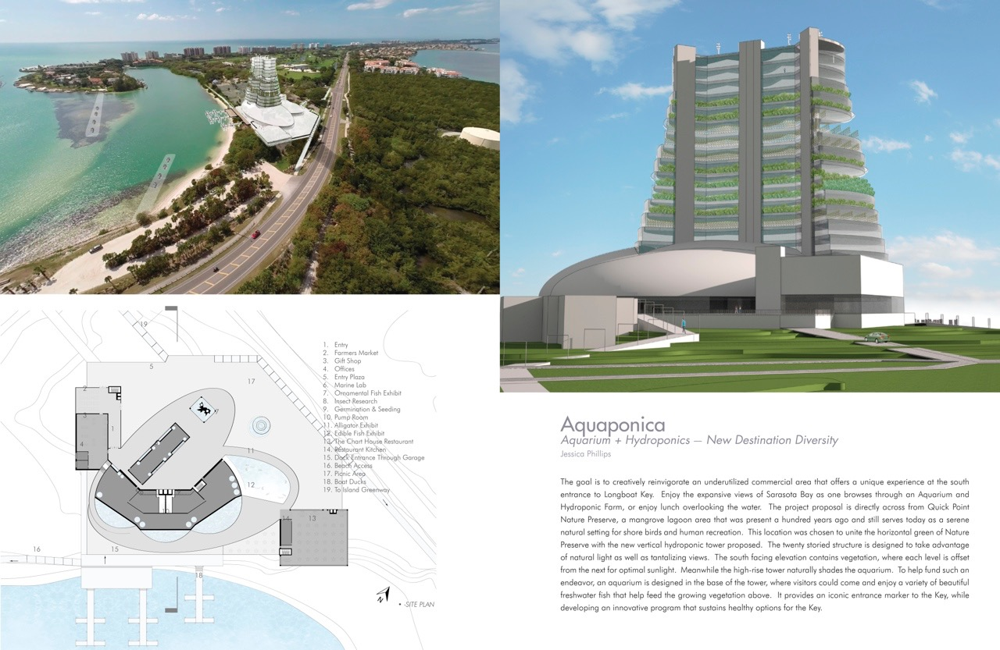 19
5
17
2
3
1
4
7
11
12
10
14
13
16
15
18
N
• -SITE PLAN
1. Entry
2. Farmers Market
3. Gift Shop
4. Offices
5. Entry Plaza
6. Marine Lab
7. Ornamental Fish Exhibit
8. Insect Research
9. Germination & Seeding
10. Pump Room
11. Alligator Exhibit
12. Edible Fish Exhibit
13. The Chart House Restaurant
14. Restaurant Kitchen
15. Dock Entrance Through Garage
16. Beach Access
17. Picnic Area
18. Boat Ducks
19. To Island Greenway
Aquaponica
Aquarium + Hydroponics — New Destination Diversity
Jessica Phillips
The goal is to creatively reinvigorate an underutilized commercial area that offers a unique experience at the south
entrance to Longboat Key. Enjoy the expansive views of Sarasota Bay as one browses through an Aquarium and
Hydroponic Farm, or enjoy lunch overlooking the water. The project proposal is directly across from Quick Point
Nature Preserve, a mangrove lagoon area that was present a hundred years ago and still serves today as a serene
natural setting for shore birds and human recreation. This location was chosen to unite the horizontal green of Nature
Preserve with the new vertical hydroponic tower proposed. The twenty storied structure is designed to take advantage
of natural light as well as tantalizing views. The south facing elevation contains vegetation, where each level is offset
from the next for optimal sunlight. Meanwhile the high-rise tower naturally shades the aquarium. To help fund such an
endeavor, an aquarium is designed in the base of the tower, where visitors could come and enjoy a variety of beautiful
freshwater fish that help feed the growing vegetation above. It provides an iconic entrance marker to the Key, while
developing an innovative program that sustains healthy options for the Key.